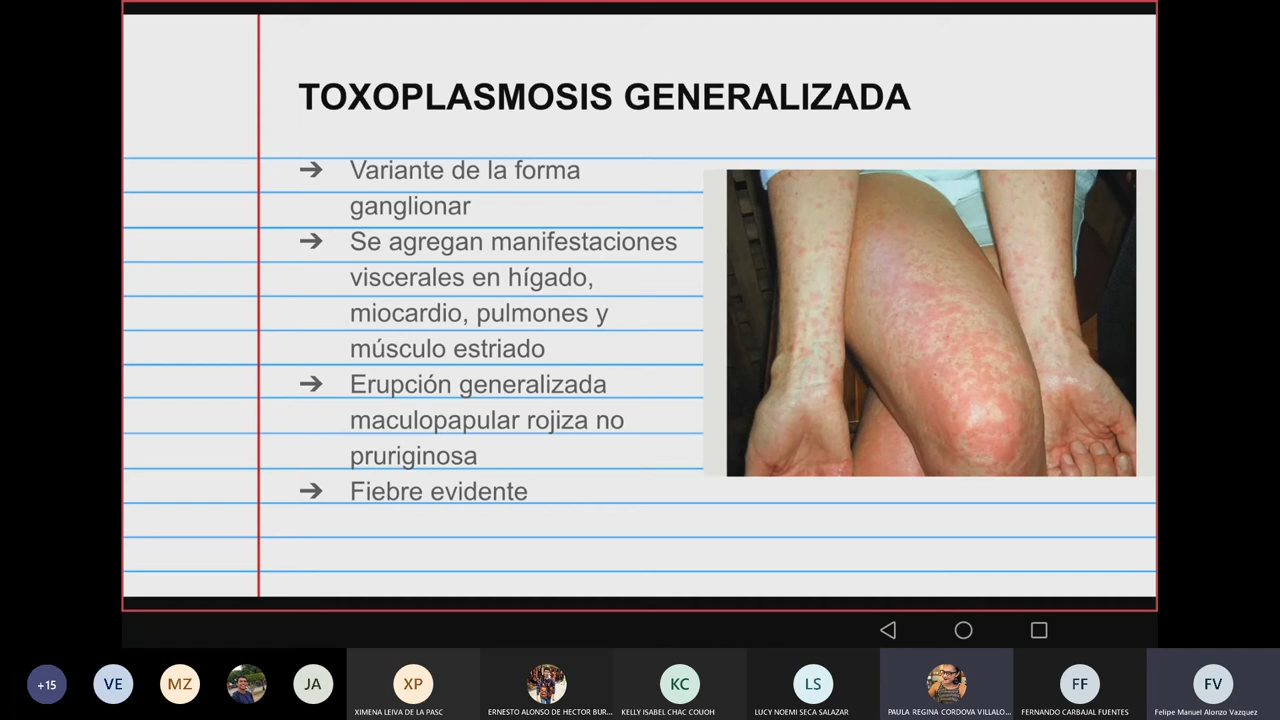 TOXOPLASMOSIS GENERALIZADA
➔ Variante de la forma
ganglionar
➔ Se agregan manifestaciones
viscerales en hígado,
miocardio, pulmones y
músculo estriado
➔ Erupción generalizada
maculopapular rojiza no
pruriginosa
➔ Fiebre evidente
+15
VE
MZ
JA
XP
KC
LS
FF
FV
XIMENA LEIVA DE LA PASC
ERNESTO ALONSO DE HECTOR BUR...
KELLY ISABEL CHAC COUOH
LUCY NOEMI SECA SALAZAR
PAULA REGINA CORDOVA VILLALO...
FERNANDO CARBAJAL FUENTES
Felipe Manuel Alonzo Vazquez